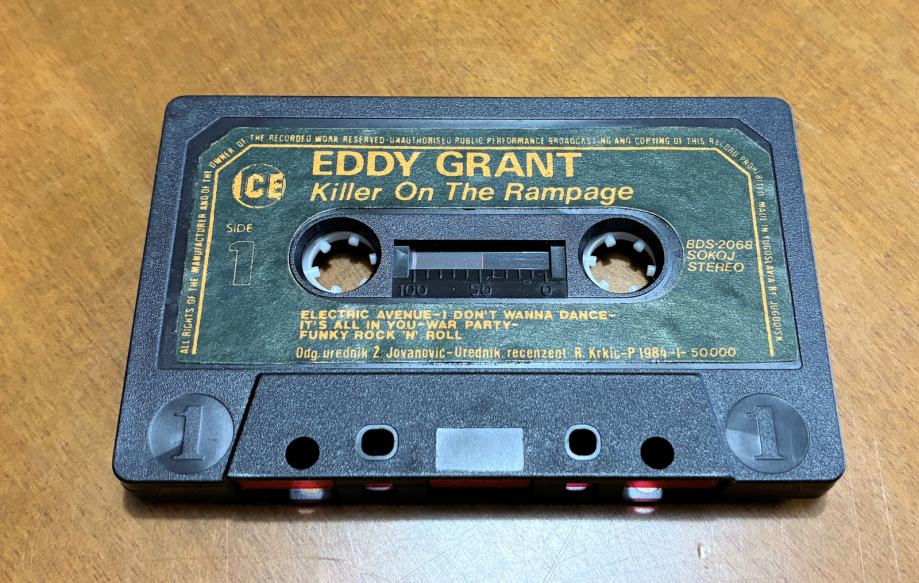 ALL RIGHTS OF THE MANUFACTURER AND OF THE OWNER OF THE RECORDED WORK RESERVED-UNAUTHORISED PUBLIC PERFORMANCE BROADCASTING AND COPYING OF THIS RECORD PROHIBITED MADE IN YUGOSLAVIA BY JUGODISK
ICE
EDDY GRANT
Killer On The Rampage
SIDE
1
BDS-2068
SOKOJ
STEREO
100 50 0
ELECTRIC AVENUE-I DON'T WANNA DANCE-
IT'S ALL IN YOU-WAR PARTY-
FUNKY ROCK 'N' ROLL
Odg. urednik Ž. Jovanović-Urednik, recenzent R. Krkić-P 1984-I-50000
1 1